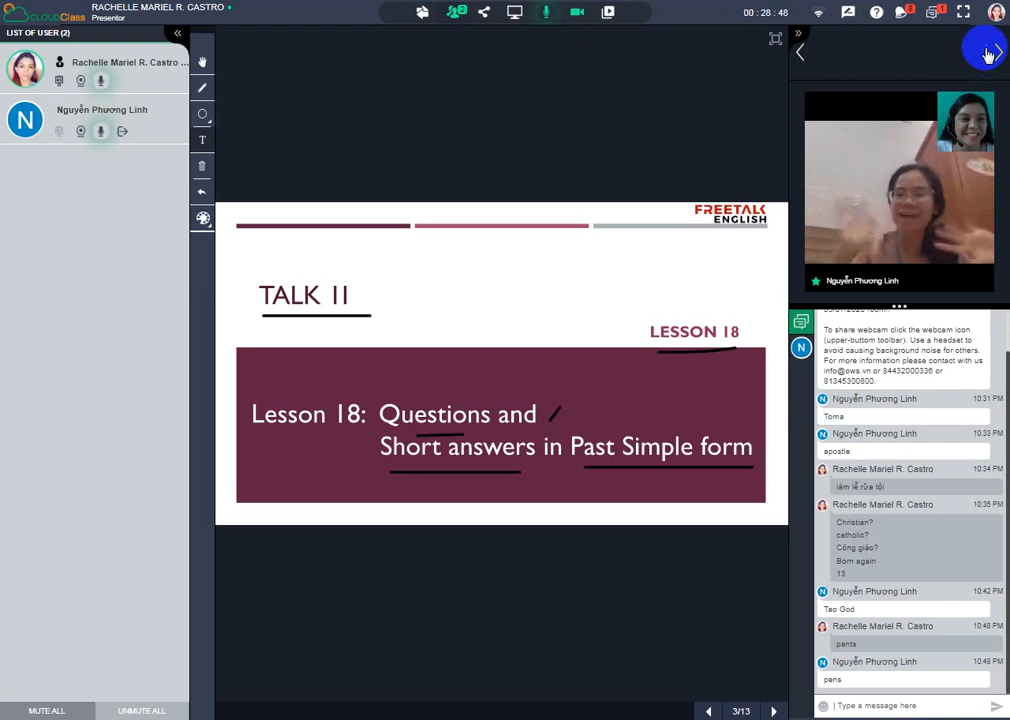 CLOUDClass
RACHELLE MARIEL R. CASTRO
Presentor
00 : 28 : 48
8
1
2
LIST OF USER (2)
Rachelle Mariel R. Castro ...
N
Nguyễn Phương Linh
T
FREETALK
ENGLISH
TALK 11
LESSON 18
Lesson 18: Questions and
Short answers in Past Simple form
Nguyễn Phương Linh
To share webcam click the webcam icon
(upper-buttom toolbar). Use a headset to
avoid causing background noise for others.
For more information please contact with us
info@ows.vn or 84432000336 or
81345300800.
N
N Nguyễn Phương Linh 10:31 PM
Toma
N Nguyễn Phương Linh 10:33 PM
apostle
Rachelle Mariel R. Castro 10:34 PM
làm lễ rửa tội
Rachelle Mariel R. Castro 10:36 PM
Christian?
catholic?
Công giáo?
Born again
13
N Nguyễn Phương Linh 10:42 PM
Tao God
Rachelle Mariel R. Castro 10:48 PM
pants
N Nguyễn Phương Linh 10:48 PM
pens
Type a message here
MUTE ALL
UNMUTE ALL
3/13